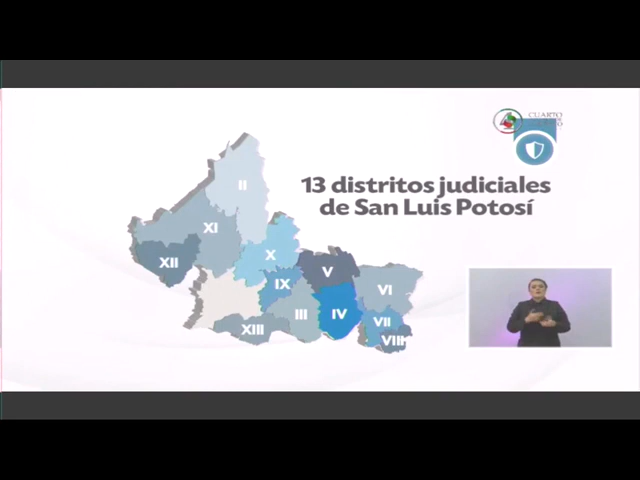 CUARTO
13 distritos judiciales
de San Luis Potosí
II
XI
XII
X
V
IX
VI
III
IV
VII
XIII
VIII